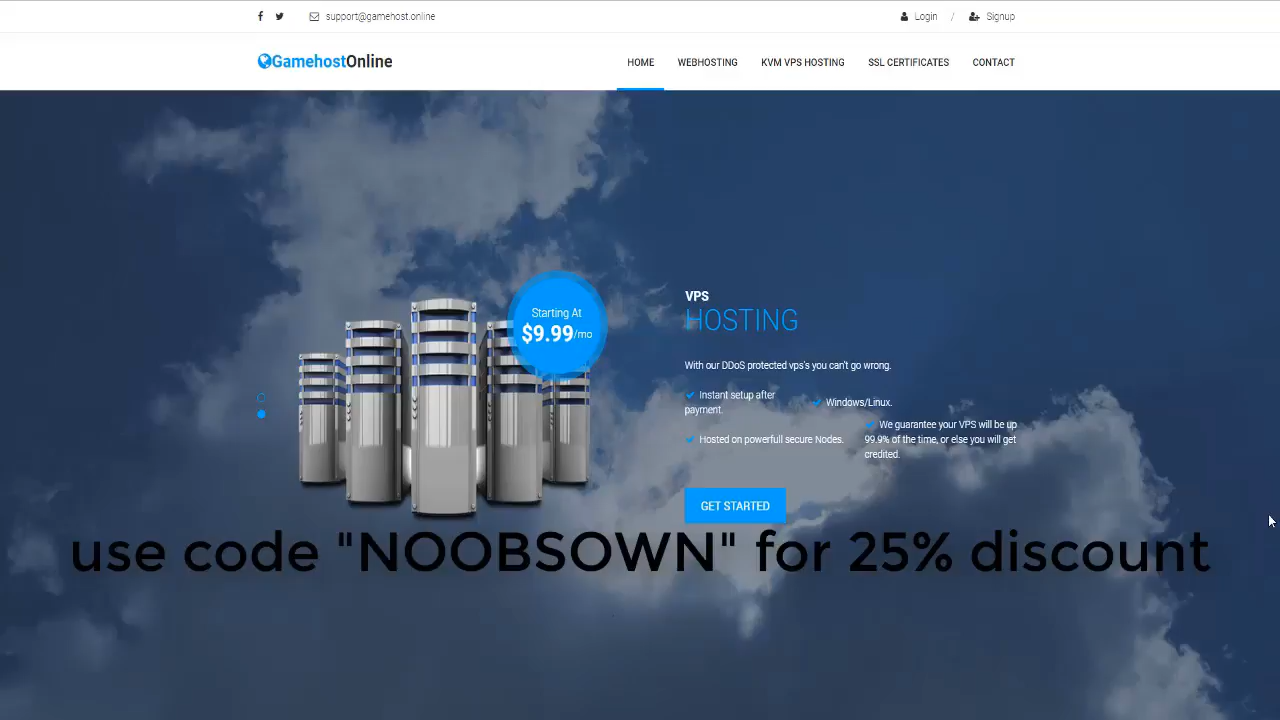 support@gamehost.online
Login / Signup
GamehostOnline
HOME WEBHOSTING KVM VPS HOSTING SSL CERTIFICATES CONTACT
Starting At
$9.99/mo
VPS
HOSTING
With our DDoS protected vps's you can't go wrong.
Instant setup after
payment.
Windows/Linux.
Hosted on powerfull secure Nodes.
We guarantee your VPS will be up
99.9% of the time, or else you will get
credited.
GET STARTED
use code "NOOBSOWN" for 25% discount